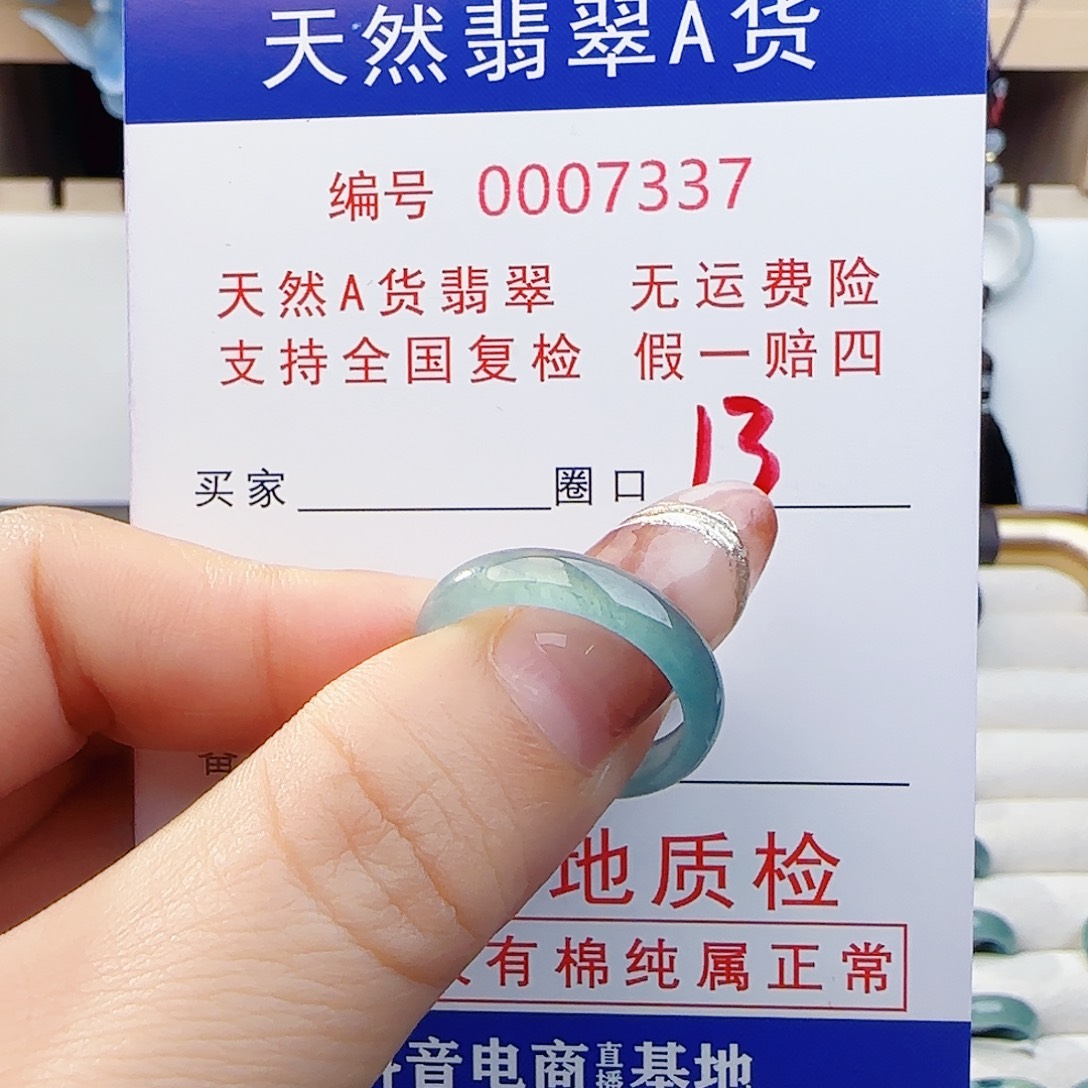 天然翡翠A货
编号 0007337
天然A货翡翠 无运费险
支持全国复检 假一赔四
买家 圈口 13
地质检
有棉纯属正常
音电商直播基地